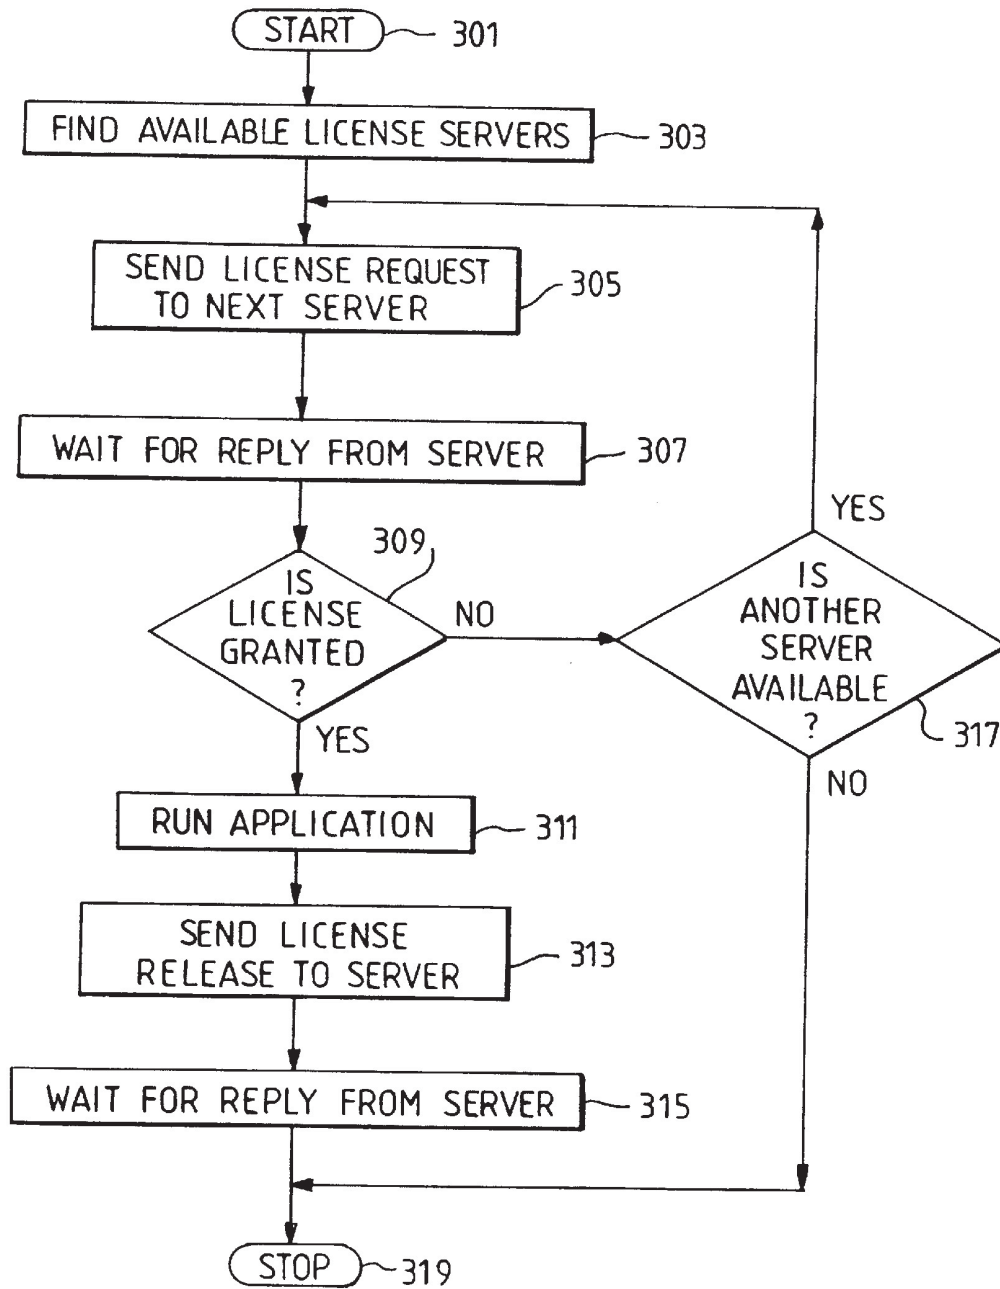 START
301
FIND AVAILABLE LICENSE SERVERS
303
SEND LICENSE REQUEST
TO NEXT SERVER
305
WAIT FOR REPLY FROM SERVER
307
309
IS
LICENSE
GRANTED
?
NO
YES
YES
IS
ANOTHER
SERVER
AVAILABLE
?
317
NO
RUN APPLICATION
311
SEND LICENSE
RELEASE TO SERVER
313
WAIT FOR REPLY FROM SERVER
315
STOP
319